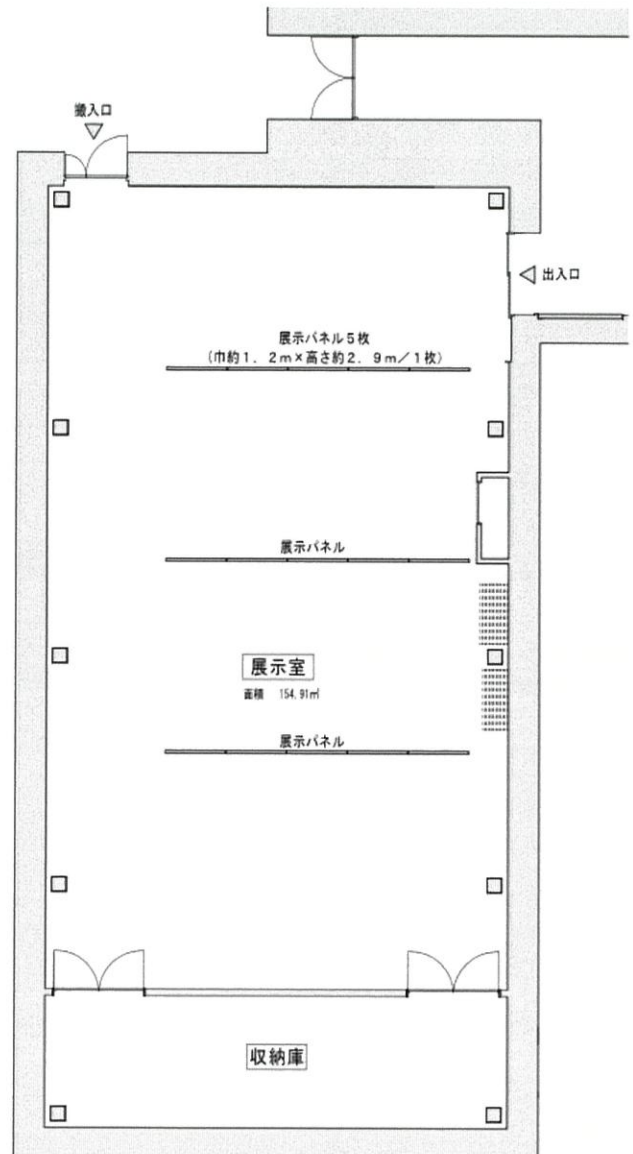 搬入口
出入口
展示パネル5枚
(巾約1.2m×高さ約2.9m/1枚)
展示パネル
展示室
面積 154.91㎡
展示パネル
収納庫